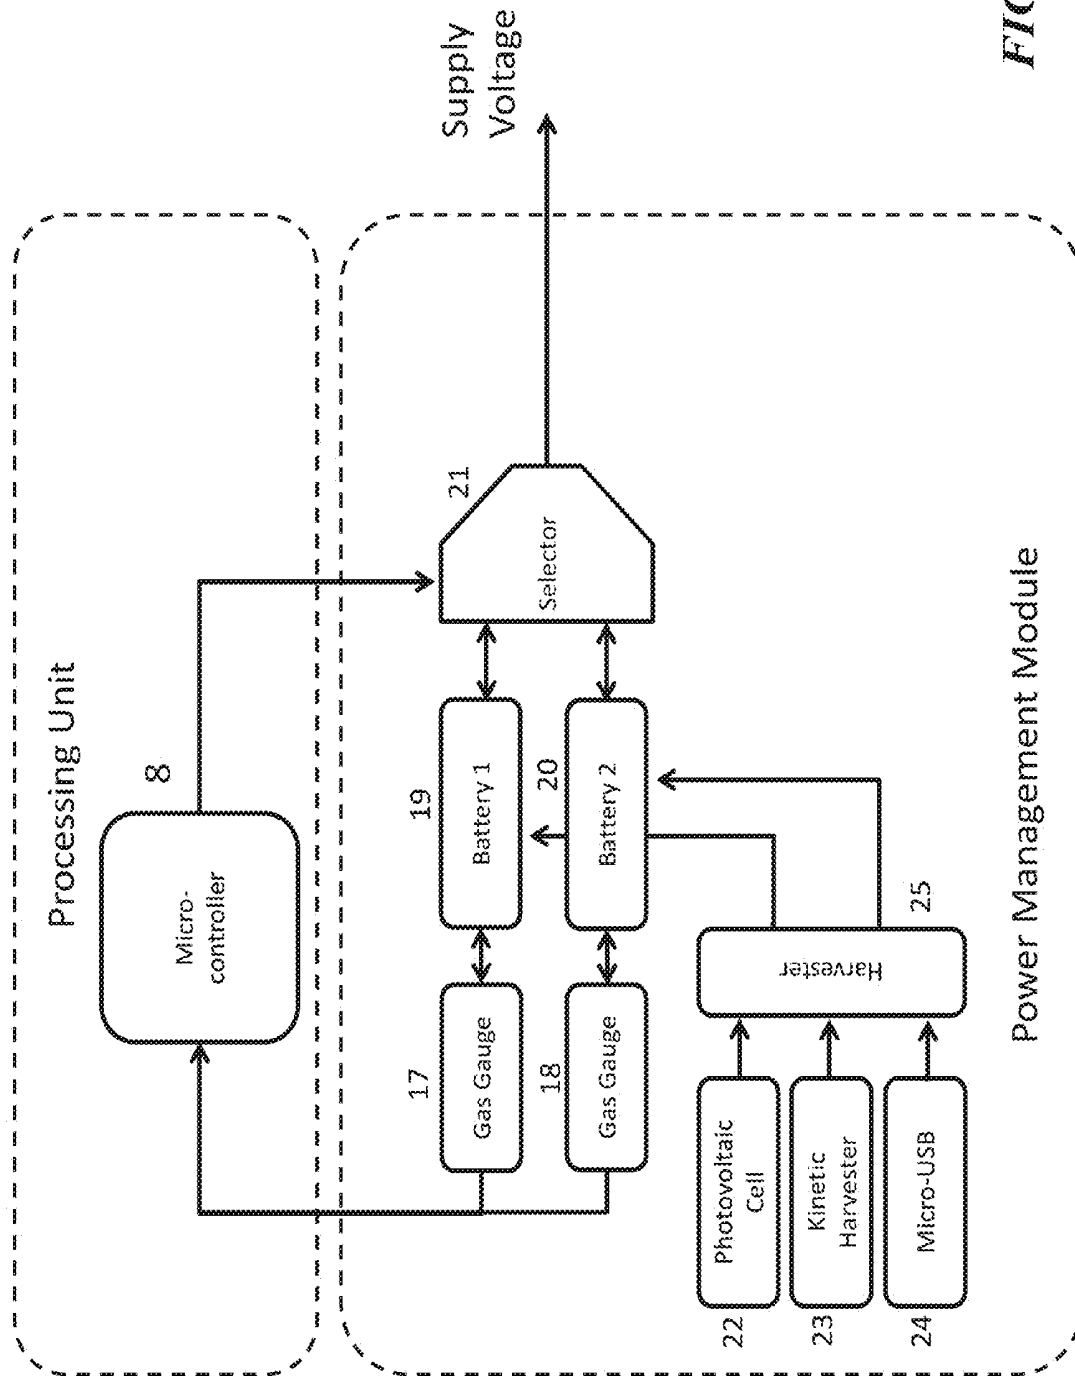 Processing Unit
8
Micro-
controller
Supply
Voltage
17
19
21
Gas Gauge
Battery 1
18
20
Selector
Gas Gauge
Battery 2
22
Photovoltaic
Cell
23
Kinetic
Harvester
24
Micro-USB
Harvester
25
Power Management Module